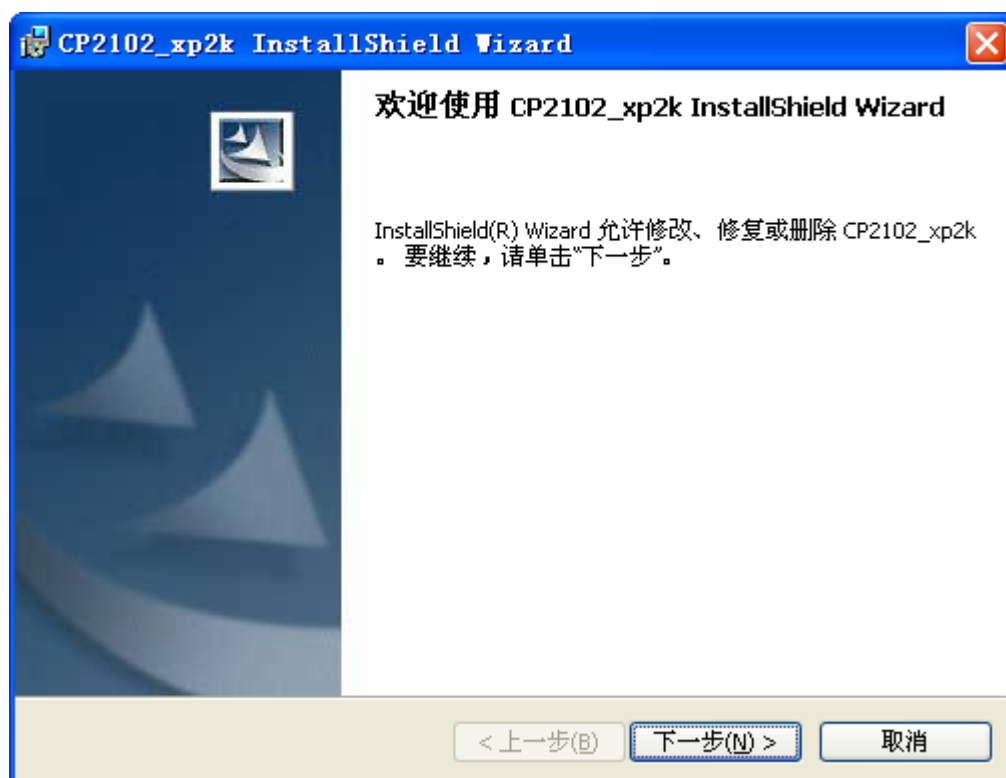 CP2102_xp2k InstallShield Wizard
欢迎使用 CP2102_xp2k InstallShield Wizard
InstallShield(R) Wizard 允许修改、修复或删除 CP2102_xp2k
。 要继续，请单击“下一步”。
< 上一步(B) 下一步(N) > 取消